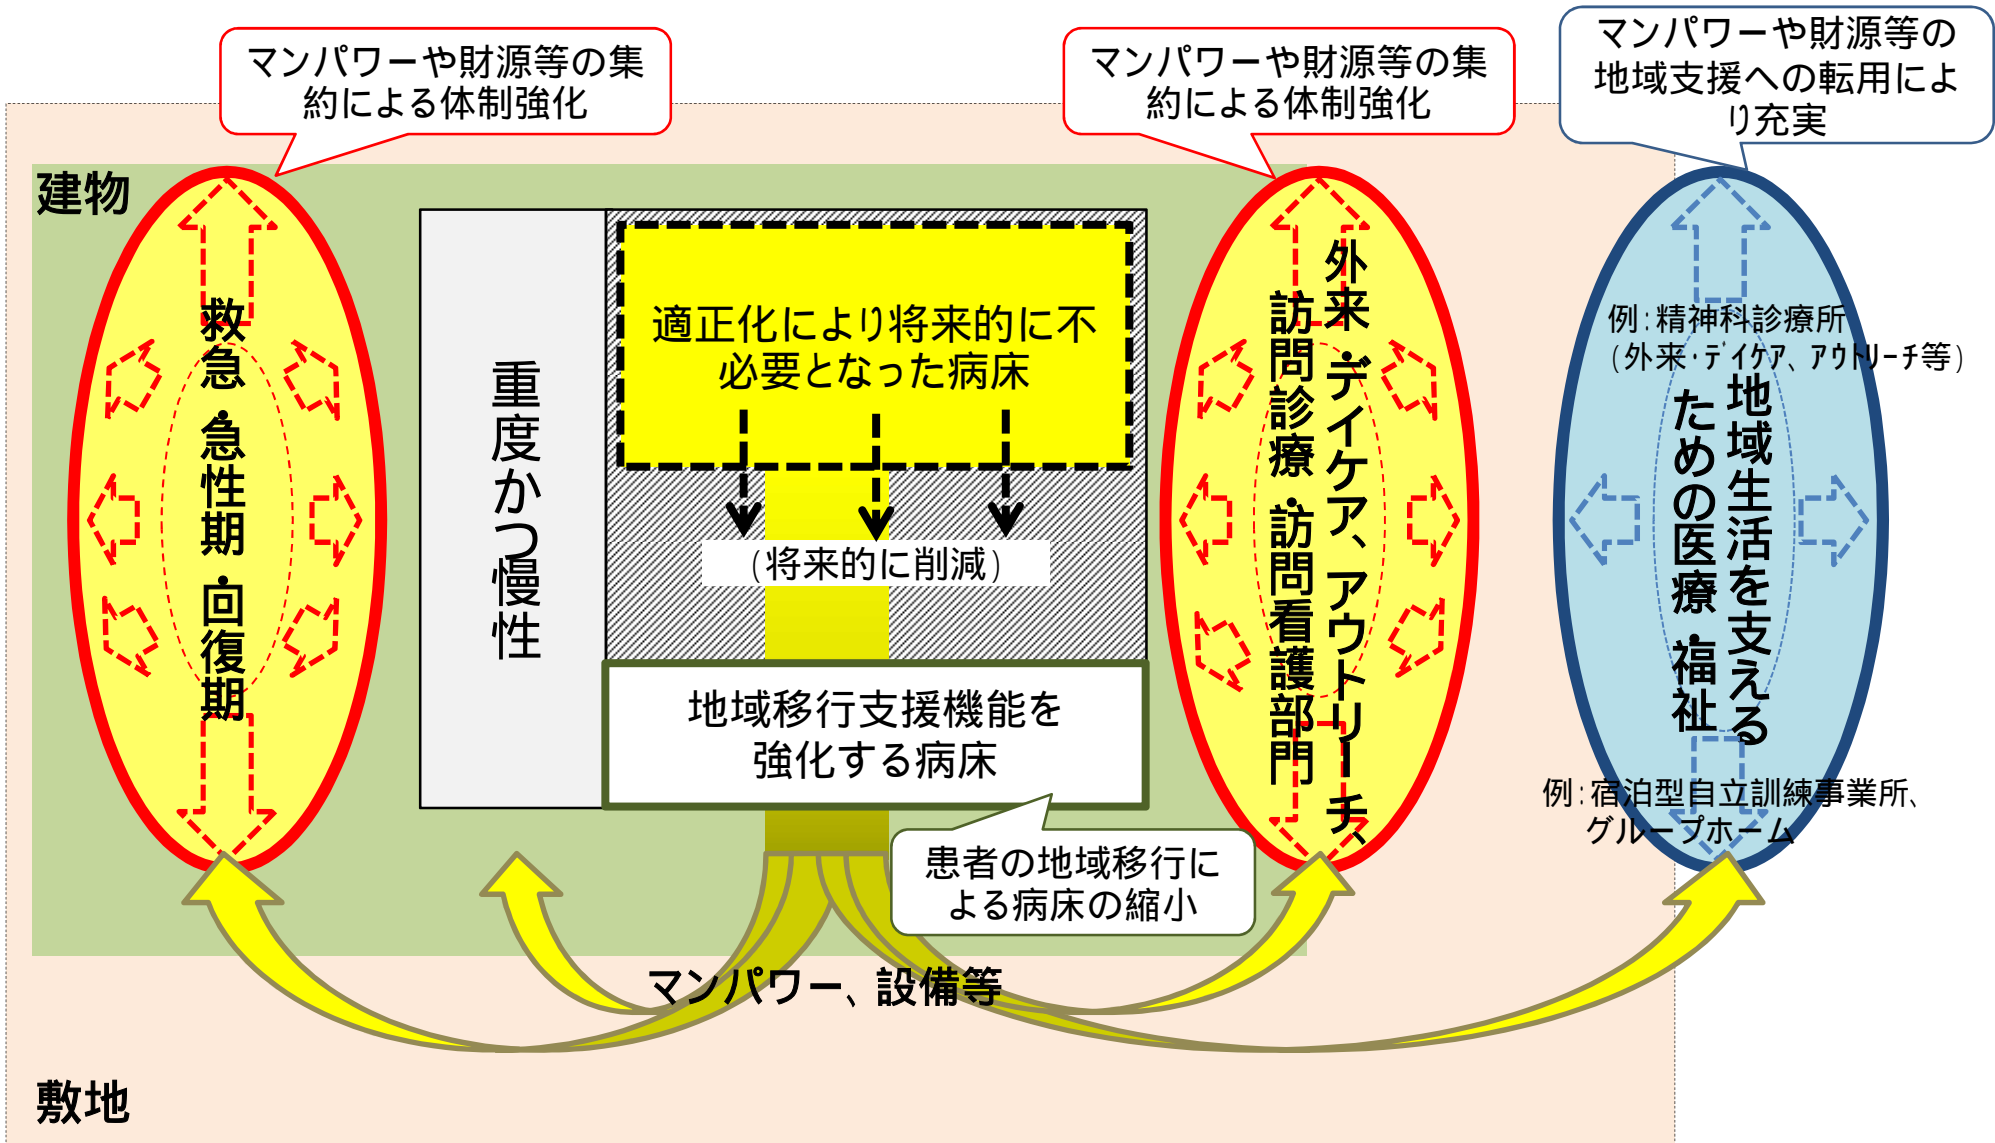 マンパワーや財源等の集
約による体制強化
マンパワーや財源等の集
約による体制強化
マンパワーや財源等の
地域支援への転用によ
り充実
建物
救急・急性期・回復期
重度かつ慢性
適正化により将来的に不
必要となった病床
（将来的に削減）
地域移行支援機能を
強化する病床
患者の地域移行に
よる病床の縮小
外来・デイケア、アウトリーチ、
訪問診療・訪問看護部門
例：精神科診療所
（外来・ﾃﾞｲｹｱ、ｱｳﾄﾘｰﾁ等）
地域生活を支える
ための医療・福祉
例：宿泊型自立訓練事業所、
グループホーム
マンパワー、設備等
敷地